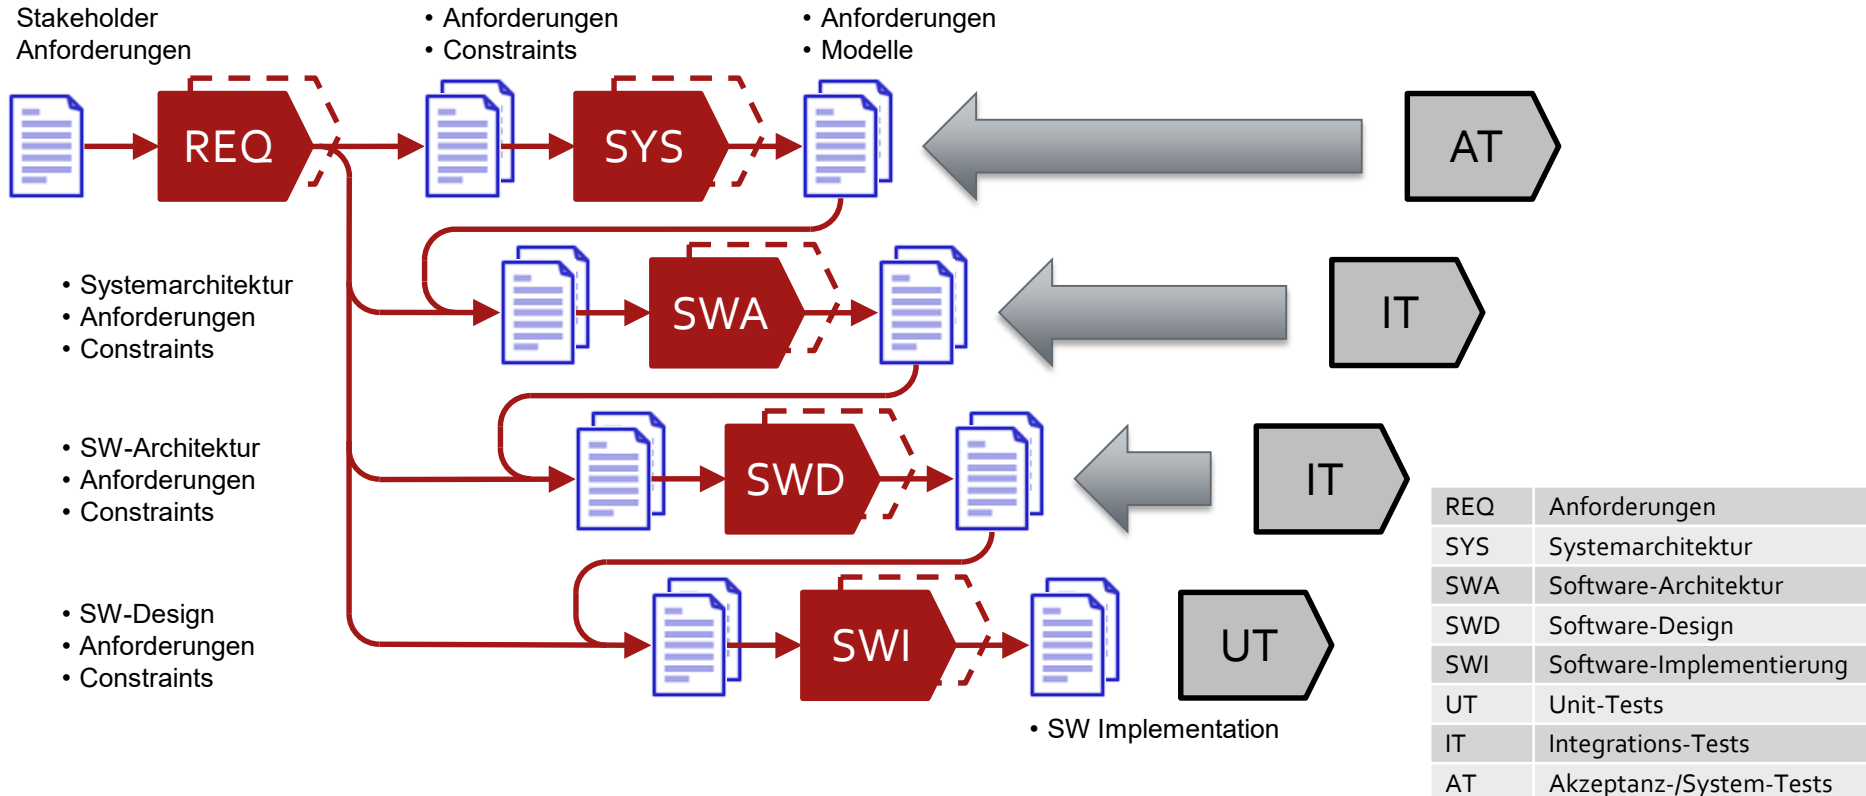 Stakeholder
Anforderungen
• Anforderungen
• Constraints
• Anforderungen
• Modelle
REQ
SYS
AT
• Systemarchitektur
• Anforderungen
• Constraints
SWA
IT
• SW-Architektur
• Anforderungen
• Constraints
SWD
IT
• SW-Design
• Anforderungen
• Constraints
SWI
UT
• SW Implementation
REQ Anforderungen
SYS Systemarchitektur
SWA Software-Architektur
SWD Software-Design
SWI Software-Implementierung
UT Unit-Tests
IT Integrations-Tests
AT Akzeptanz-/System-Tests